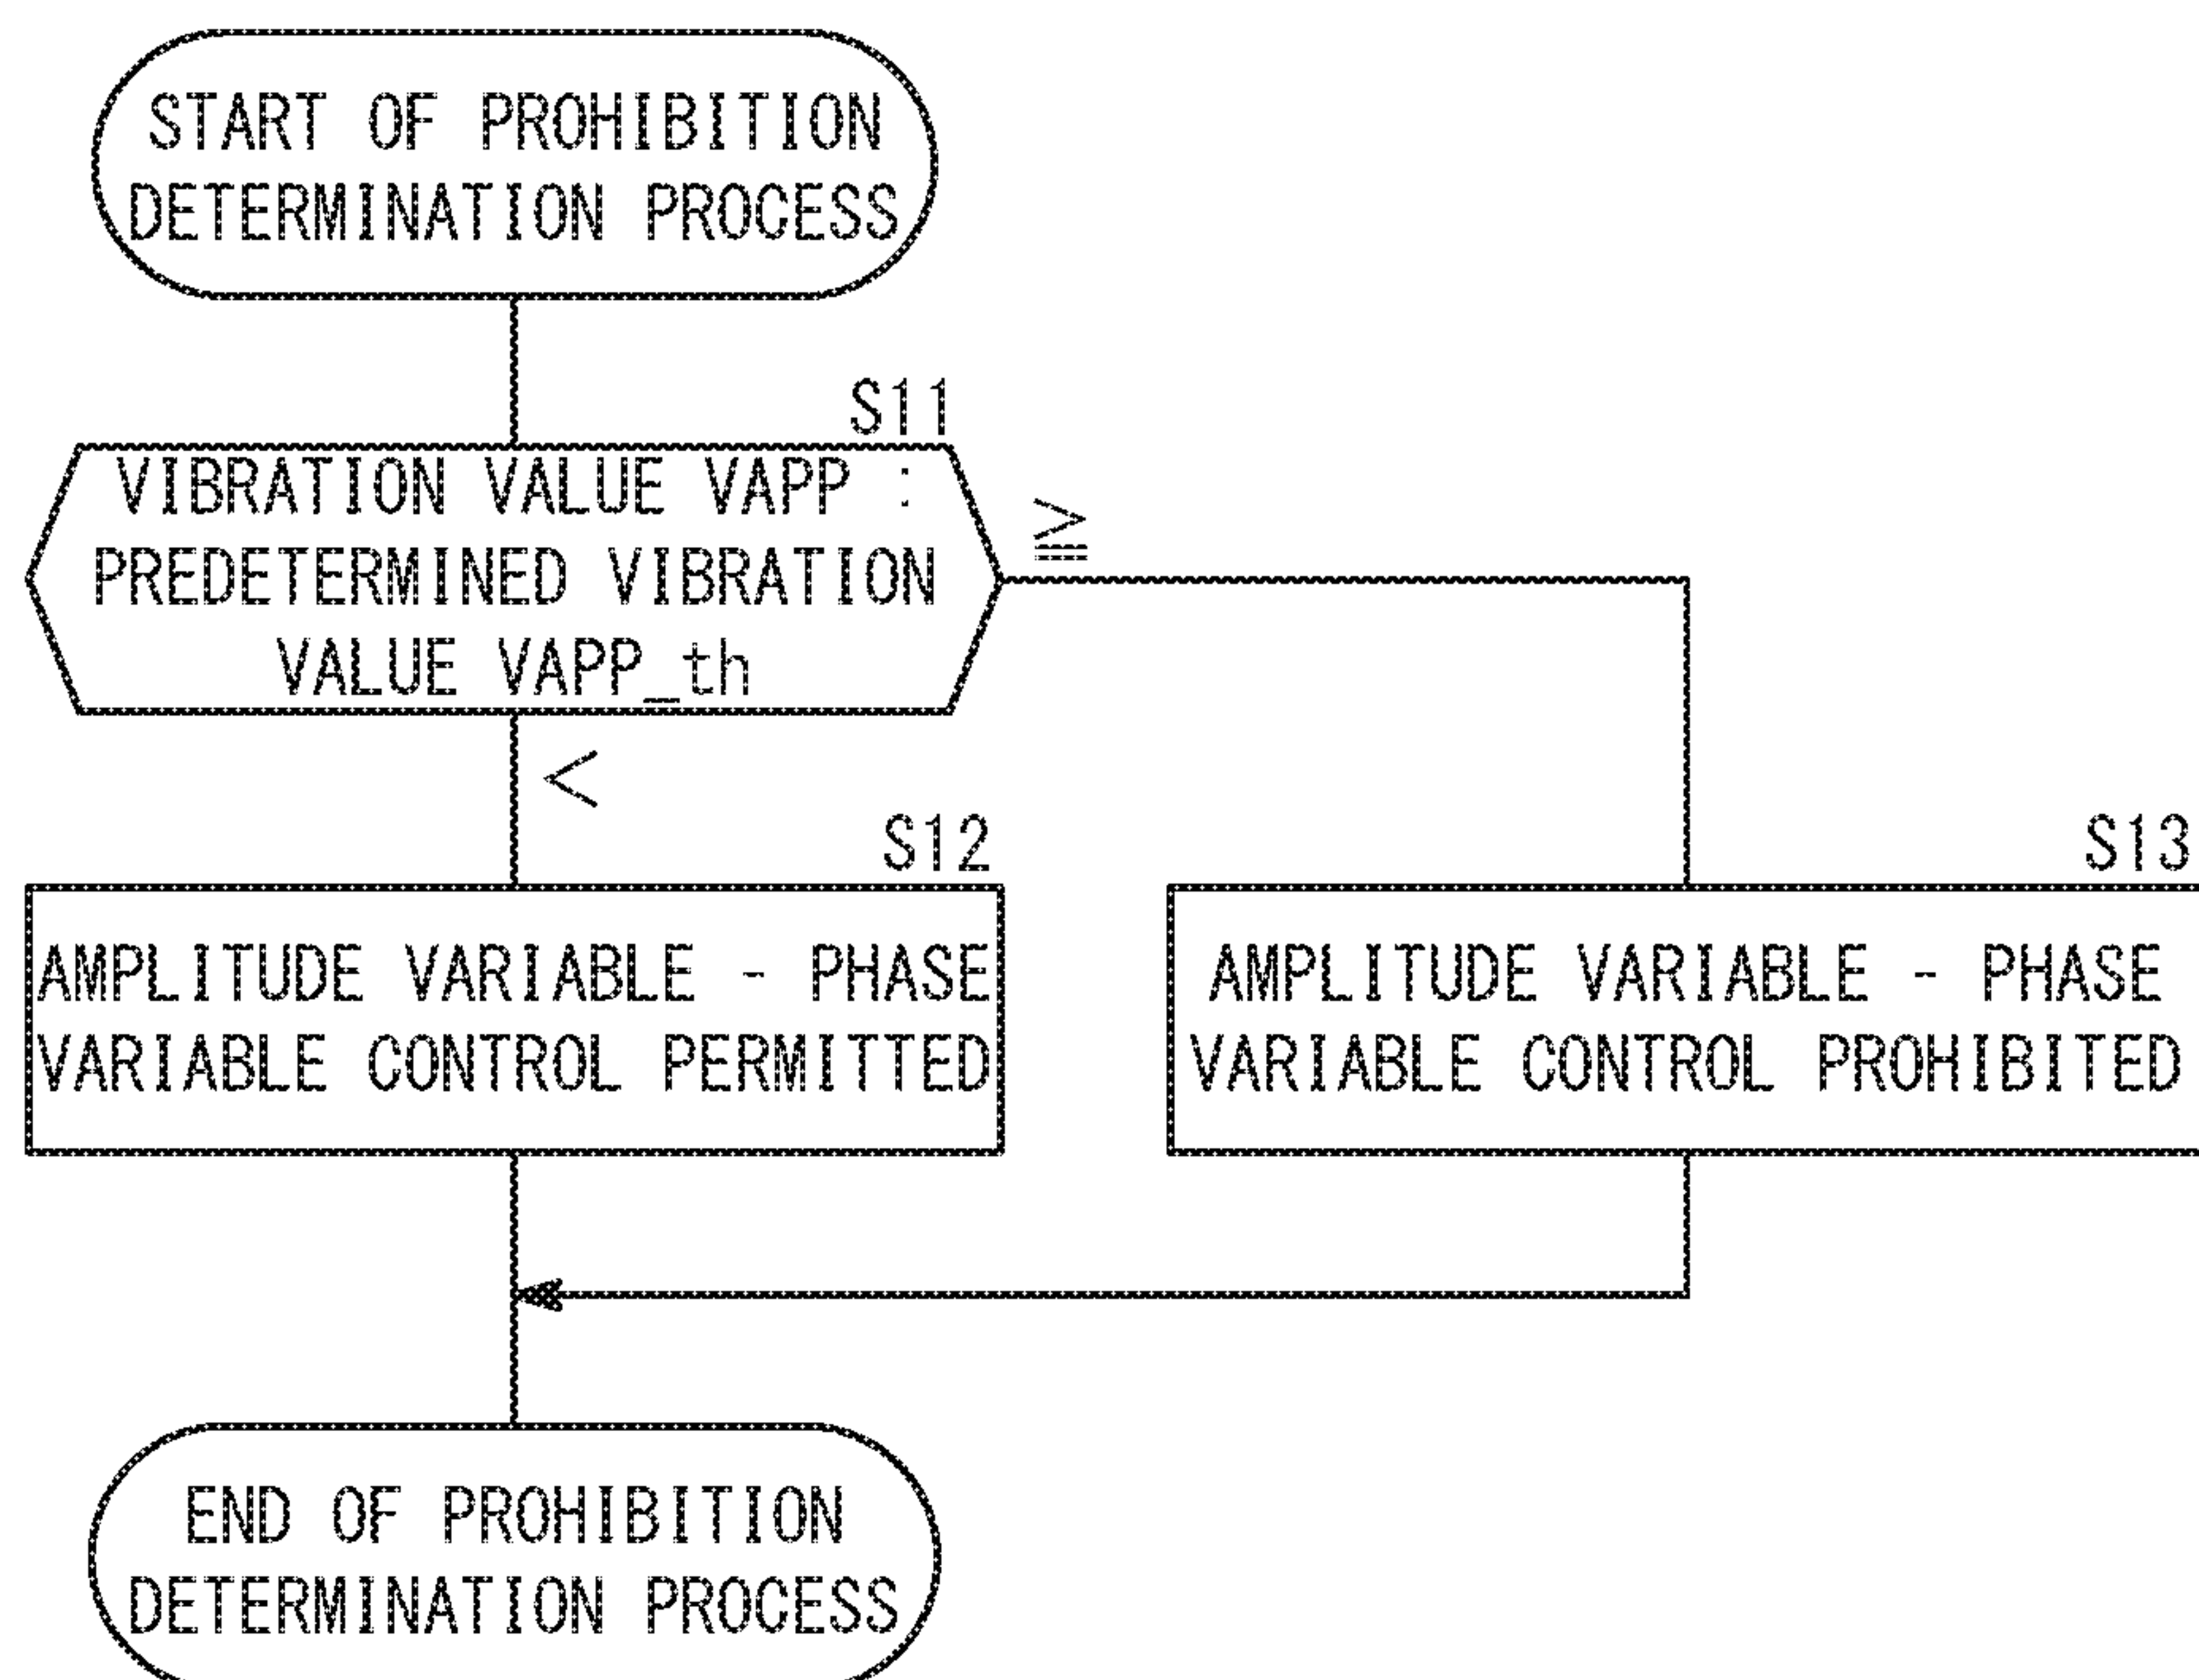 START OF PROHIBITION
DETERMINATION PROCESS
S11
VIBRATION VALUE VAPP :
PREDETERMINED VIBRATION
VALUE VAPP_th
≧
<
S12
AMPLITUDE VARIABLE - PHASE
VARIABLE CONTROL PERMITTED
S13
AMPLITUDE VARIABLE - PHASE
VARIABLE CONTROL PROHIBITED
END OF PROHIBITION
DETERMINATION PROCESS